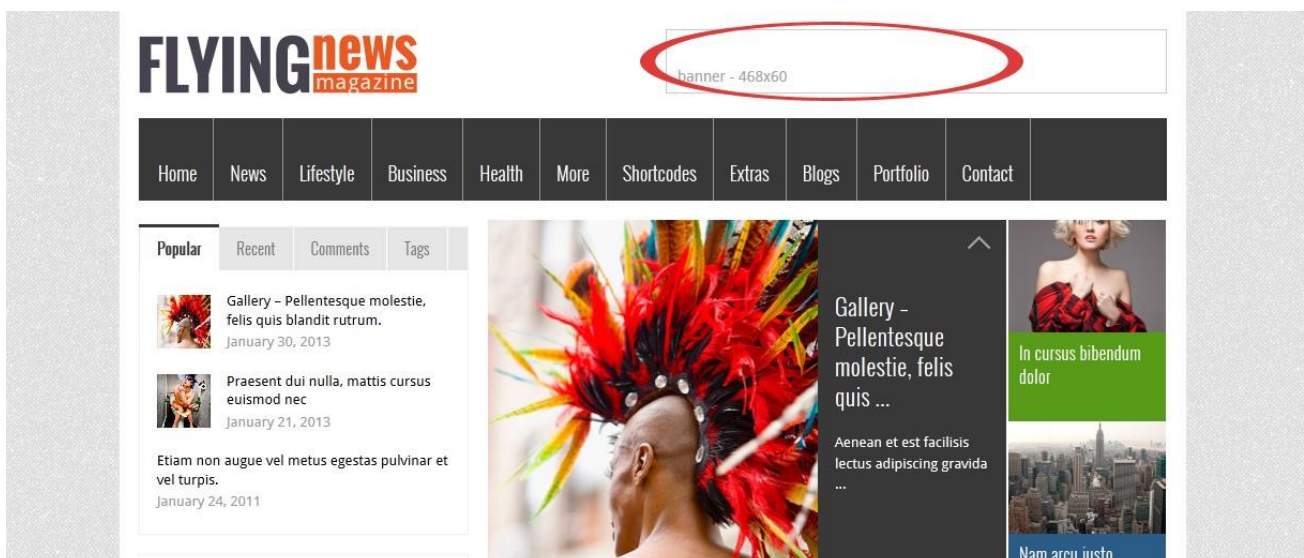 FLYINGnews
magazine
banner - 468x60
Home News Lifestyle Business Health More Shortcodes Extras Blogs Portfolio Contact
Popular Recent Comments Tags
Gallery – Pellentesque molestie,
felis quis blandit rutrum.
January 30, 2013
Praesent dui nulla, mattis cursus
euismod nec
January 21, 2013
Etiam non augue vel metus egestas pulvinar et
vel turpis.
January 24, 2011
Gallery –
Pellentesque
molestie, felis
quis ...
Aenean et est facilisis
lectus adipiscing gravida
...
In cursus bibendum
dolor
Nam arcu justo